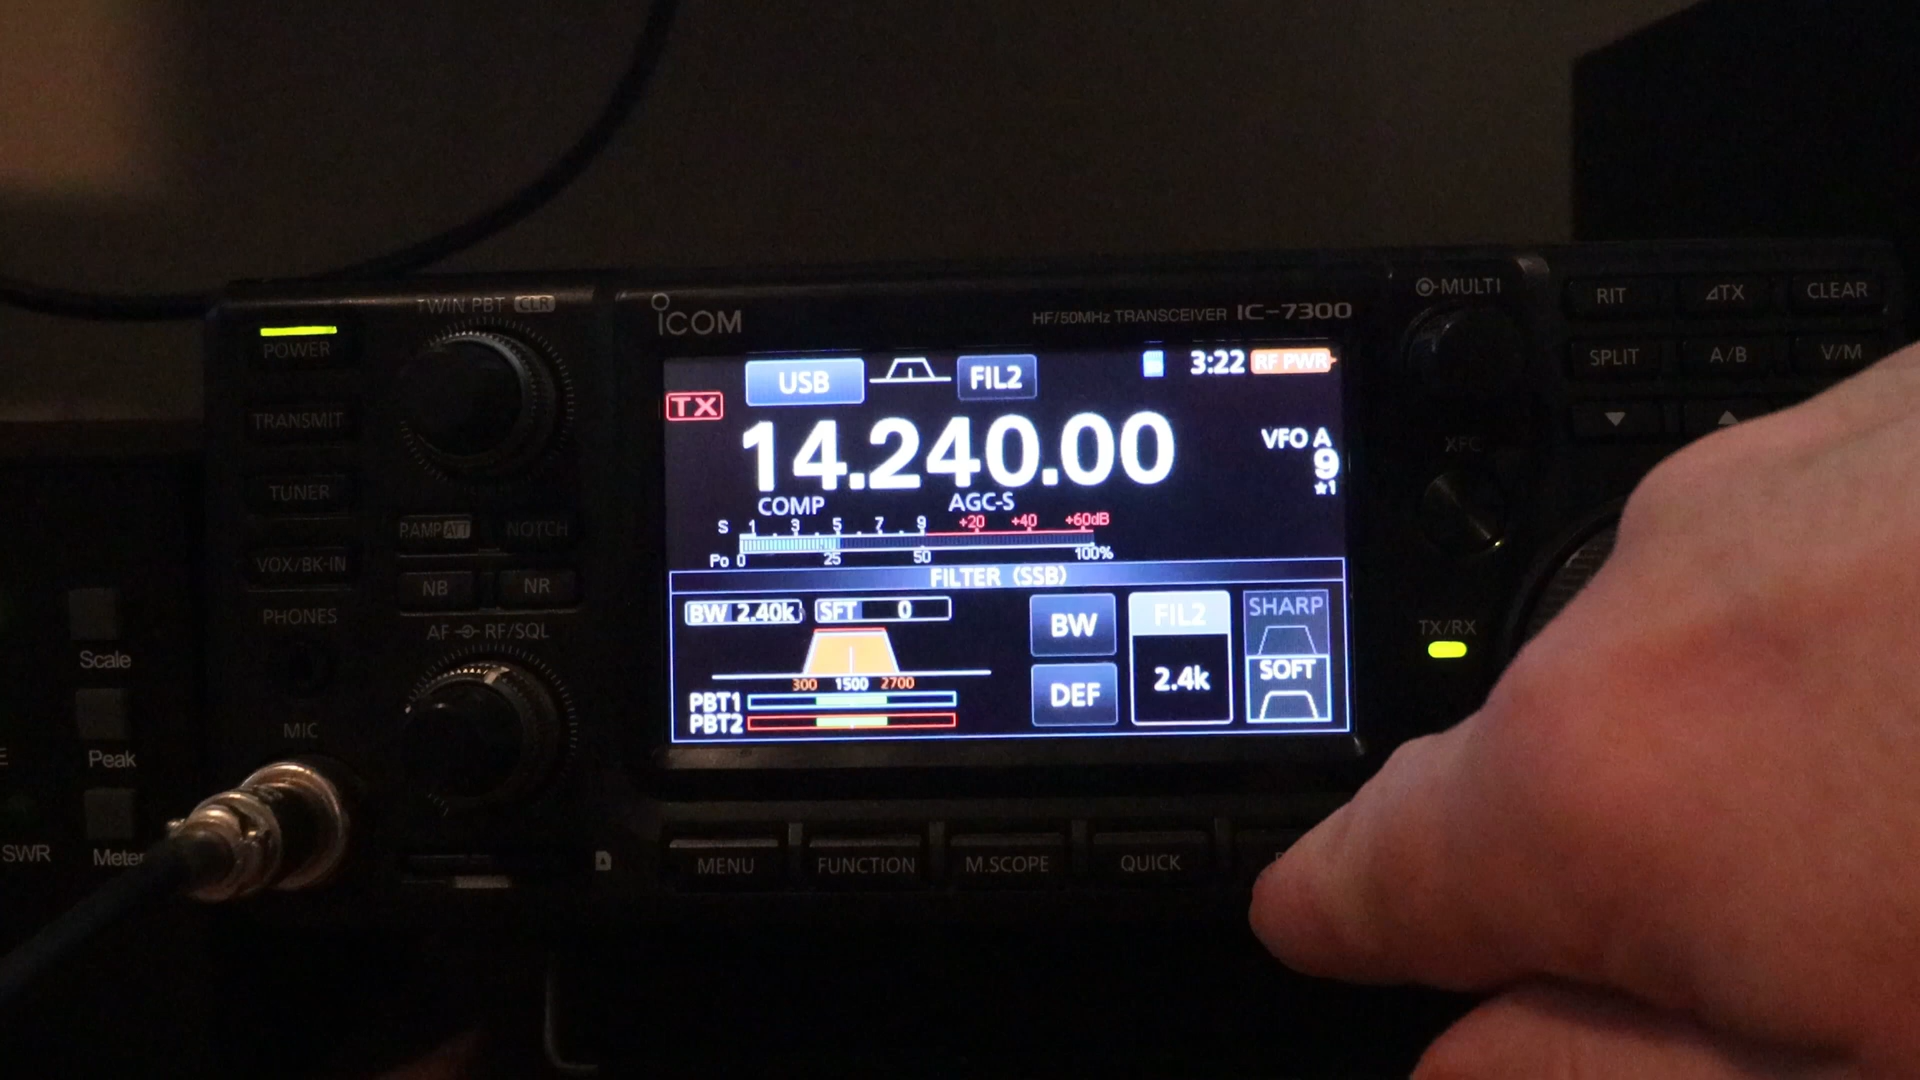 TWIN PBT CLR
POWER
TRANSMIT
TUNER
P.AMP ATT NOTCH
VOX/BK-IN
NB NR
PHONES
AF RF/SQL
MIC
Scale
Peak
SWR Meter
ICOM
HF/50MHz TRANSCEIVER IC-7300
USB FIL2 3:22 RF PWR
TX
14.240.00
VFO A
9
★1
COMP AGC-S
S 1 3 5 7 9 +20 +40 +60dB
Po 0 25 50 100%
FILTER (SSB)
BW 2.40k SFT 0
300 1500 2700
PBT1
PBT2
BW
DEF
FIL2
2.4k
SHARP
SOFT
MENU FUNCTION M.SCOPE QUICK
MULTI
RIT ⊿TX CLEAR
SPLIT A/B V/M
XFC
TX/RX